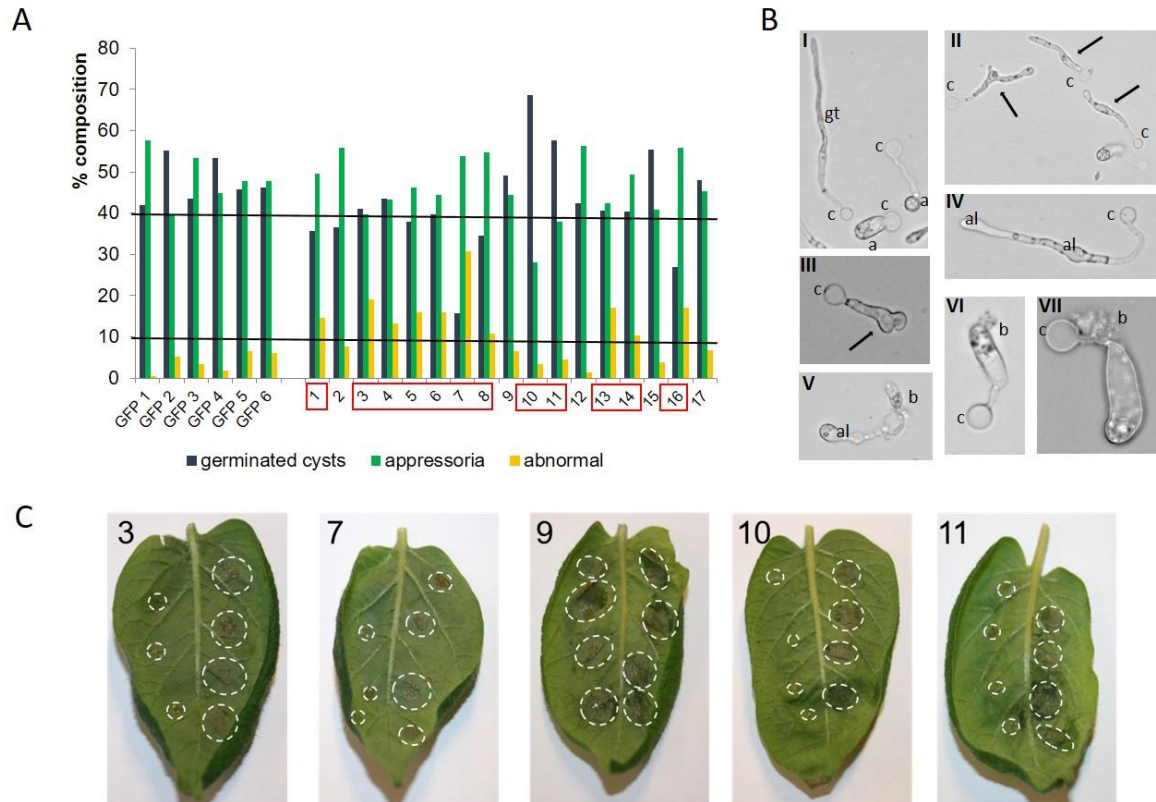 A
80
70
60
50
40
30
20
10
0
% composition
GFP 1
GFP 2
GFP 3
GFP 4
GFP 5
GFP 6
1
2
3
4
5
6
7
8
9
10
11
12
13
14
15
16
17
germinated cysts
appressoria
abnormal
B
I
gt
c
c
c
a
a
II
c
c
c
III
c
IV
al
al
c
V
al
b
VI
b
c
VII
c
b
C
3
7
9
10
11